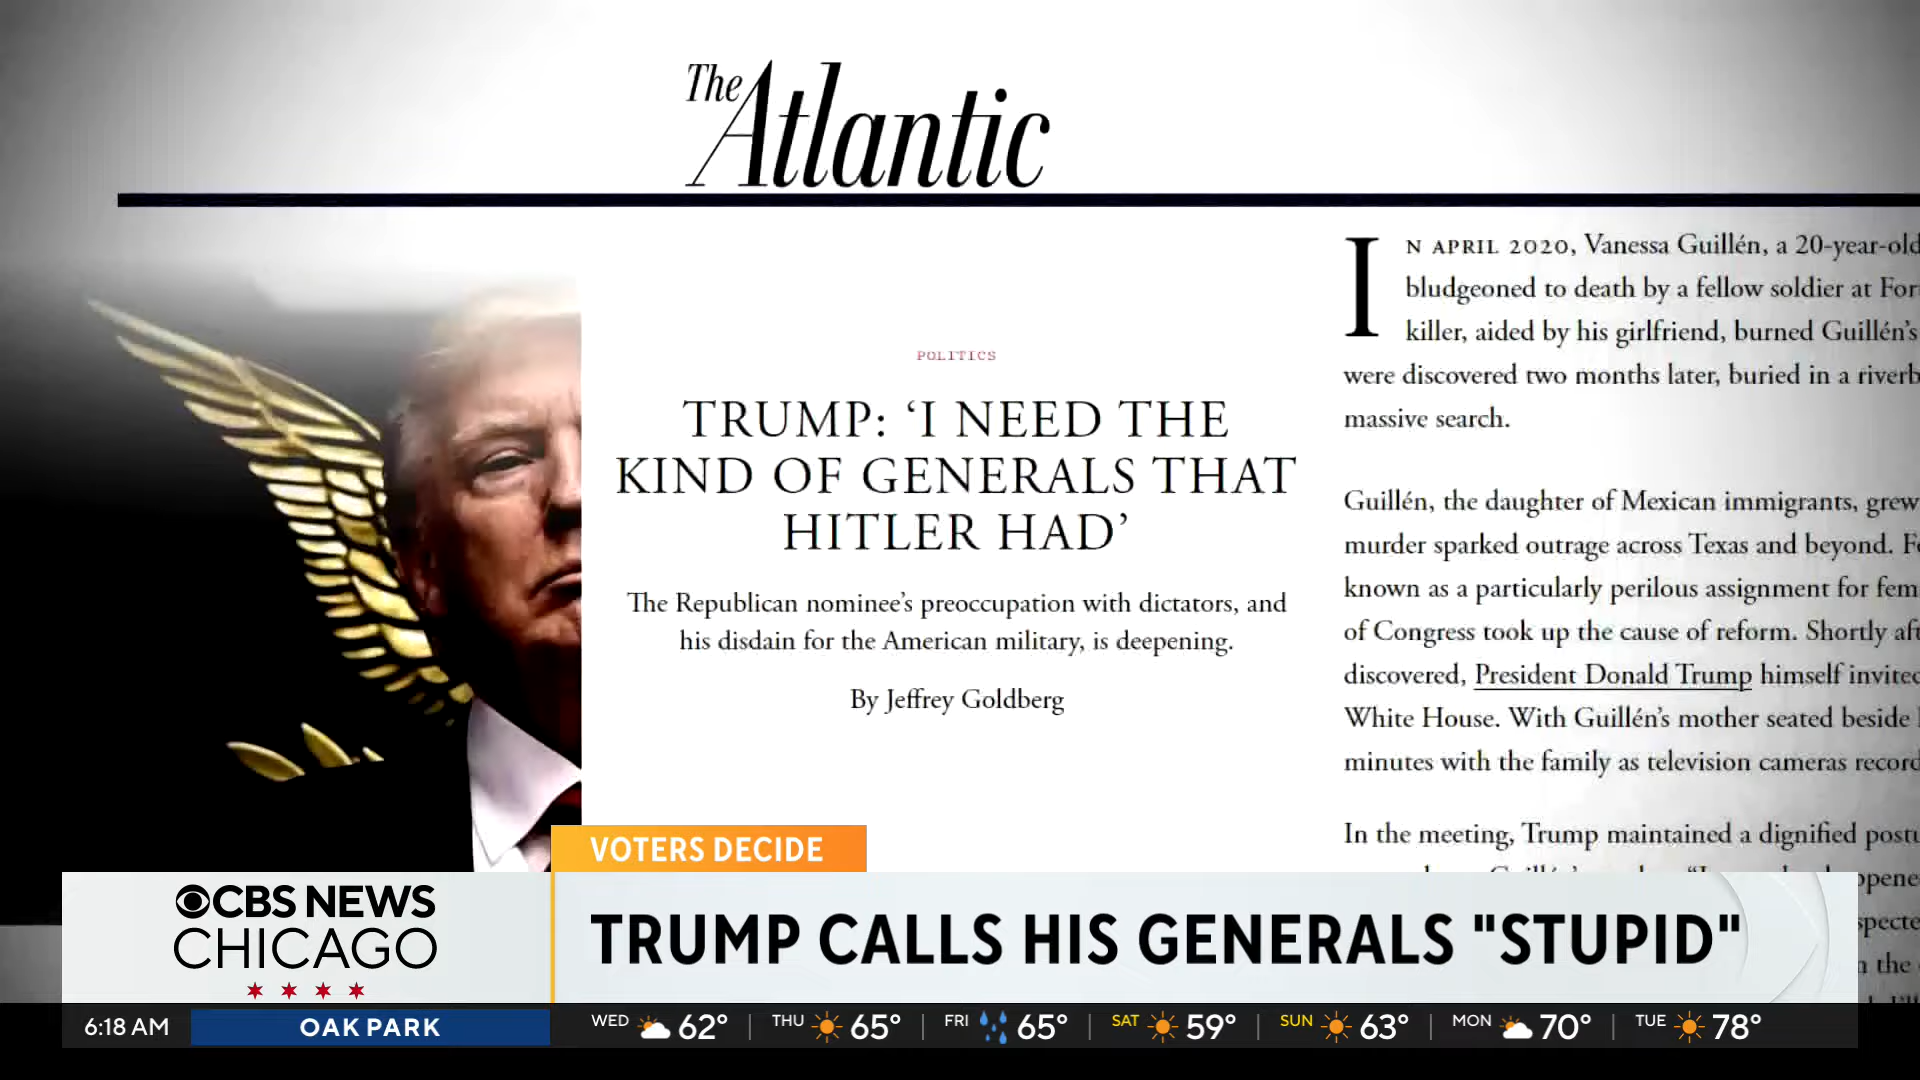 The Atlantic
POLITICS
TRUMP: ‘I NEED THE
KIND OF GENERALS THAT
HITLER HAD’
The Republican nominee’s preoccupation with dictators, and
his disdain for the American military, is deepening.
By Jeffrey Goldberg
IN APRIL 2020, Vanessa Guillén, a 20-year-old
bludgeoned to death by a fellow soldier at
killer, aided by his girlfriend, burned Guillén’s
were discovered two months later, buried in a
massive search.
Guillén, the daughter of Mexican immigrants, grew
murder sparked outrage across Texas and beyond.
known as a particularly perilous assignment for
of Congress took up the cause of reform. Shortly
discovered, President Donald Trump himself
White House. With Guillén’s mother seated beside
minutes with the family as television cameras
In the meeting, Trump maintained a dignified
VOTERS DECIDE
CBS NEWS
CHICAGO
TRUMP CALLS HIS GENERALS "STUPID"
6:18 AM OAK PARK WED 62° THU 65° FRI 65° SAT 59° SUN 63° MON 70° TUE 78°